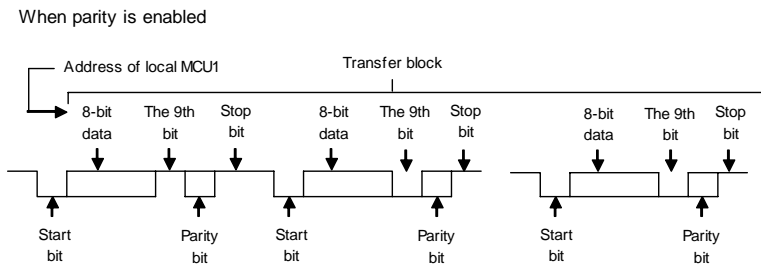 When parity is enabled
Address of local MCU1
Transfer block
8-bit data
The 9th bit
Stop bit
8-bit data
The 9th bit
Stop bit
8-bit data
The 9th bit
Stop bit
Start bit
Parity bit
Start bit
Parity bit
Start bit
Parity bit